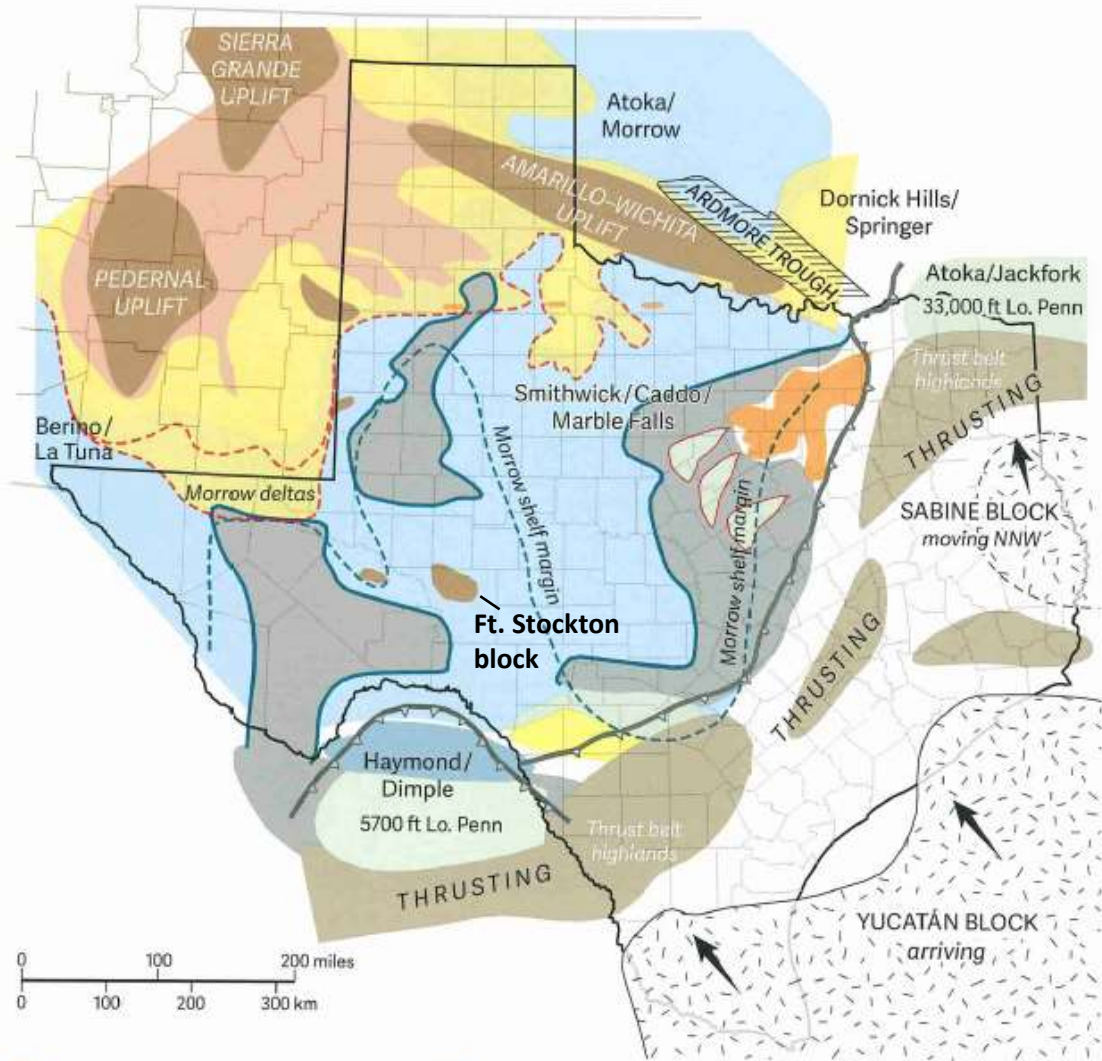 SIERRA
GRANDE
UPLIFT
Atoka/
Morrow
AMARILLO–WICHITA
UPLIFT
ARDMORE TROUGH
Dornick Hills/
Springer
PEDERNAL
UPLIFT
Atoka/Jackfork
33,000 ft Lo. Penn
Thrust belt
highlands
THRUSTING
Smithwick/Caddo/
Marble Falls
Berino/
La Tuna
Morrow deltas
Morrow shelf margin
Morrow shelf margin
SABINE BLOCK
moving NNW
Ft. Stockton
block
THRUSTING
Haymond/
Dimple
5700 ft Lo. Penn
Thrust belt
highlands
THRUSTING
YUCATÁN BLOCK
arriving
0 100 200 miles
0 100 200 300 km